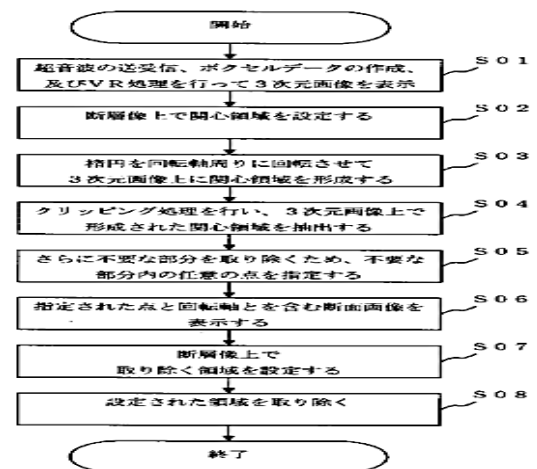 開始
超音波の送受信、ボクセルデータの作成、
及びVR処理を行って3次元画像を表示
S01
断層像上で関心領域を設定する
S02
楕円を回転軸周りに回転させて
3次元画像上に関心領域を形成する
S03
クリッピング処理を行い、3次元画像上で
形成された関心領域を抽出する
S04
さらに不要な部分を取り除くため、不要な
部分内の任意の点を指定する
S05
指定された点と回転軸とを含む断面画像を
表示する
S06
断層像上で
取り除く領域を設定する
S07
設定された領域を取り除く
S08
終了